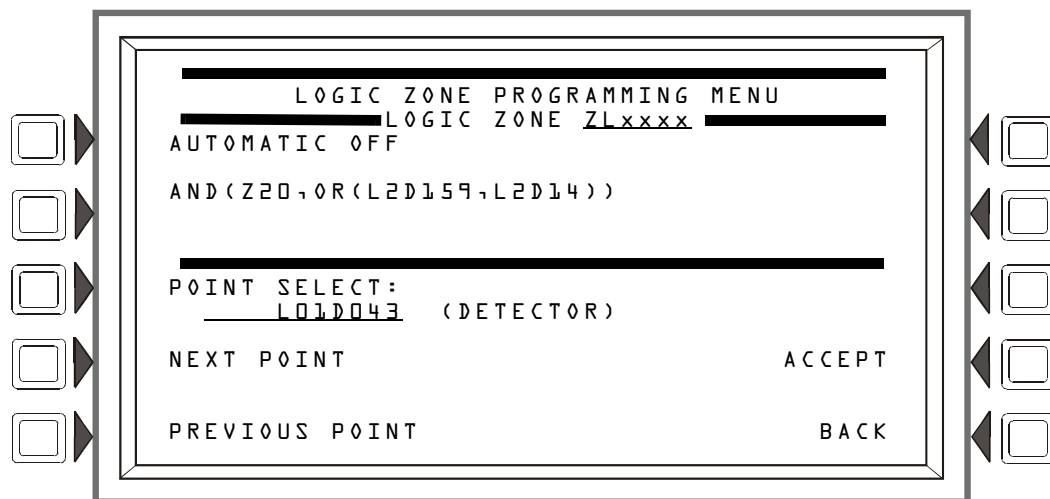 LOGIC ZONE PROGRAMMING MENU
LOGIC ZONE ZLxxxx
AUTOMATIC OFF
AND(Z20,OR(L2D159,L2D14))
POINT SELECT:
L01D043 (DETECTOR)
NEXT POINT ACCEPT
PREVIOUS POINT BACK